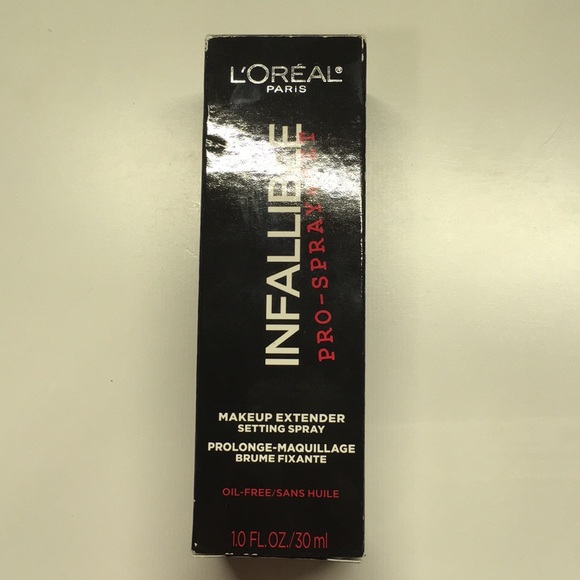 L'ORÉAL®
PARIS
INFALLIBLE
PRO-SPRAY
MAKEUP EXTENDER
SETTING SPRAY
PROLONGE-MAQUILLAGE
BRUME FIXANTE
OIL-FREE/SANS HUILE
1.0 FL.OZ./30 ml